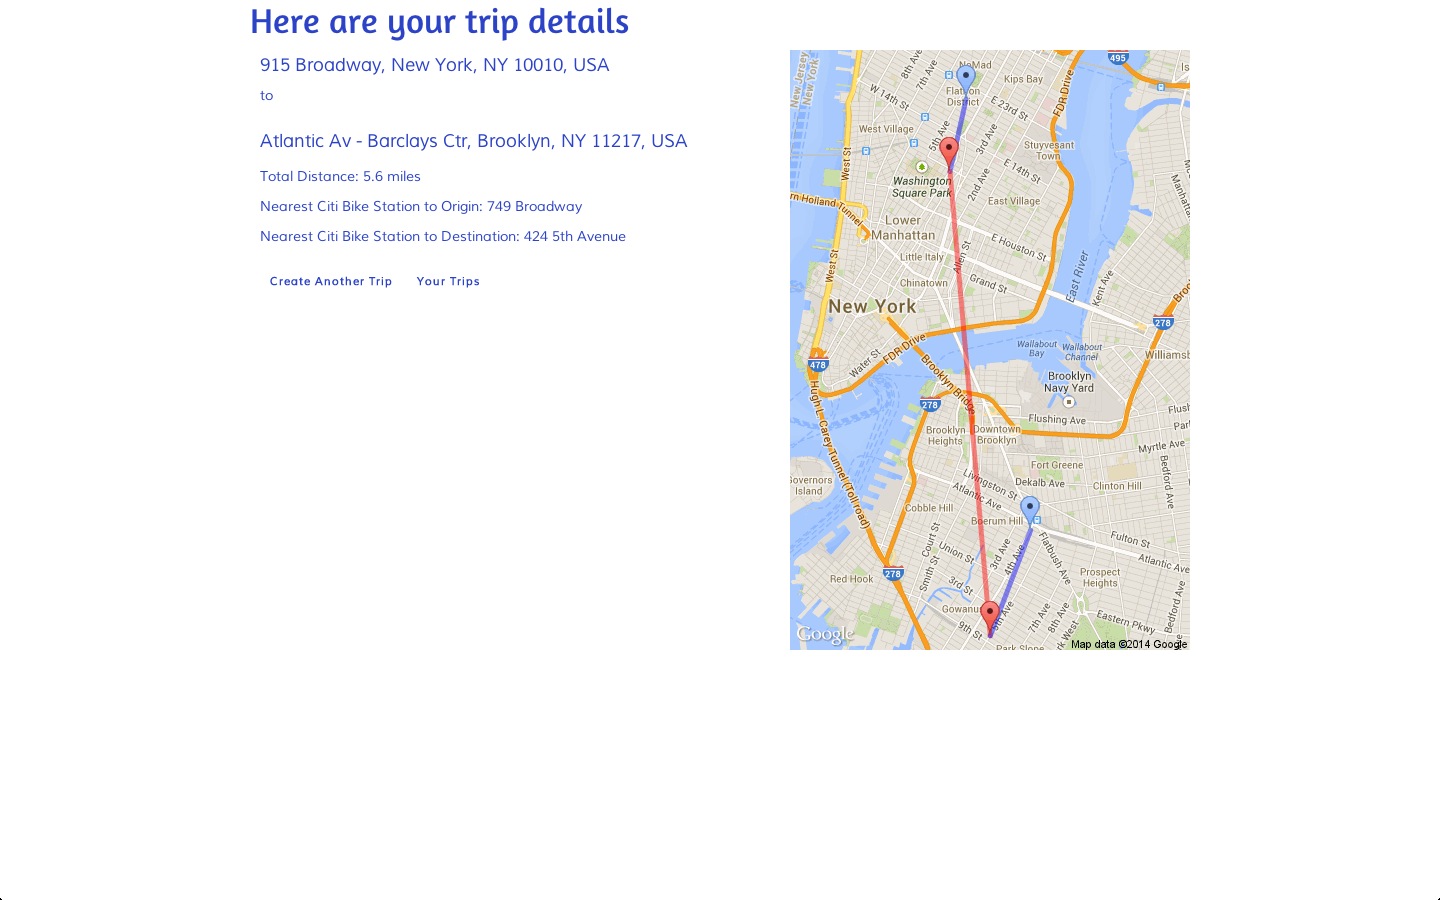 Here are your trip details
915 Broadway, New York, NY 10010, USA
to
Atlantic Av - Barclays Ctr, Brooklyn, NY 11217, USA
Total Distance: 5.6 miles
Nearest Citi Bike Station to Origin: 749 Broadway
Nearest Citi Bike Station to Destination: 424 5th Avenue
Create Another Trip
Your Trips
495
New Jersey
New York
8th Ave
7th Ave
NoMad
Kips Bay
FDR Drive
W 14th St
Flatiron
District
E 23rd St
West Village
5th Ave
3rd Ave
Stuyvesant
Town
West St
E 14th St
Washington
Square Park
2nd Ave
East Village
Holland Tunnel
Lower
Manhattan
E Houston St
Little Italy
Allen St
West St
Chinatown
Grand St
East River
Kent Ave
New York
278
FDR Drive
Water St
478
Wallabout
Bay
Wallabout
Channel
Brooklyn
Navy Yard
Brooklyn Bridge
278
Hugh L. Carey Tunnel (Toll road)
Flushing Ave
Brooklyn
Heights
Downtown
Brooklyn
Myrtle Ave
Fort Greene
Bedford Ave
Governors
Island
Livingston St
Dekalb Ave
Clinton Hill
Atlantic Ave
Cobble Hill
Boerum Hill
Court St
Union St
3rd Ave
4th Ave
Flatbush Ave
Fulton St
Atlantic Ave
278
Red Hook
Smith St
3rd St
Prospect
Heights
Bedford Ave
9th St
5th Ave
7th Ave
8th Ave
Eastern Pkwy
Park Slope
Google
Map data ©2014 Google